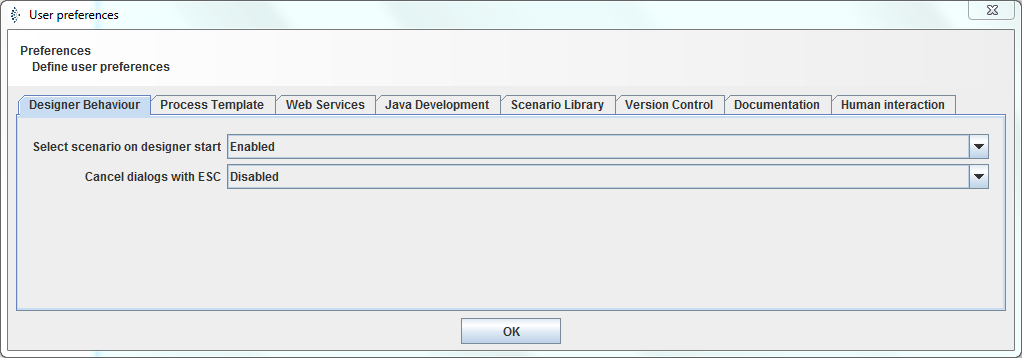 User preferences
Preferences
Define user preferences
Designer Behaviour Process Template Web Services Java Development Scenario Library Version Control Documentation Human interaction
Select scenario on designer start Enabled
Cancel dialogs with ESC Disabled
OK